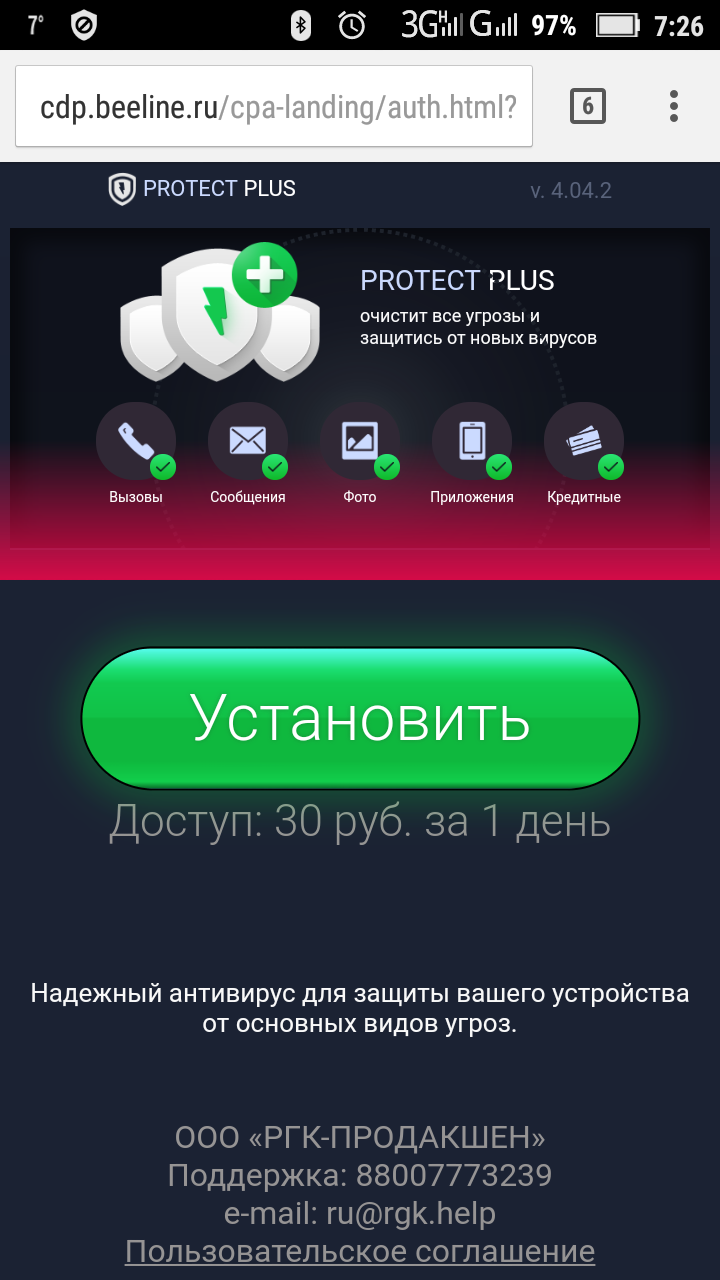 7°
3G H G 97% 7:26
cdp.beeline.ru/cpa-landing/auth.html?
6
PROTECT PLUS
v. 4.04.2
PROTECT PLUS
очистит все угрозы и
защитись от новых вирусов
Вызовы Сообщения Фото Приложения Кредитные
Установить
Доступ: 30 руб. за 1 день
Надежный антивирус для защиты вашего устройства
от основных видов угроз.
ООО «РГК-ПРОДАКШЕН»
Поддержка: 88007773239
e-mail: ru@rgk.help
Пользовательское соглашение